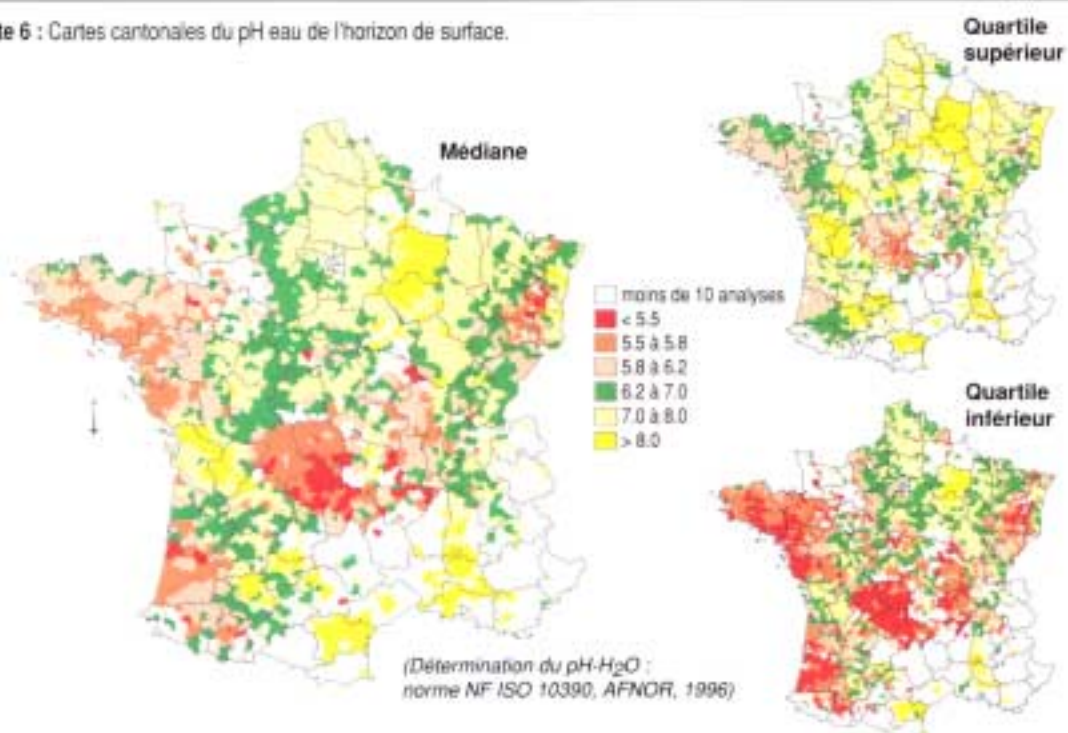 te 6 : Cartes cantonales du pH eau de l'horizon de surface.
Quartile
supérieur
Médiane
moins de 10 analyses
< 5.5
5.5 à 5.8
5.8 à 6.2
6.2 à 7.0
7.0 à 8.0
> 8.0
Quartile
inférieur
(Détermination du pH-H2O :
norme NF ISO 10390, AFNOR, 1996)